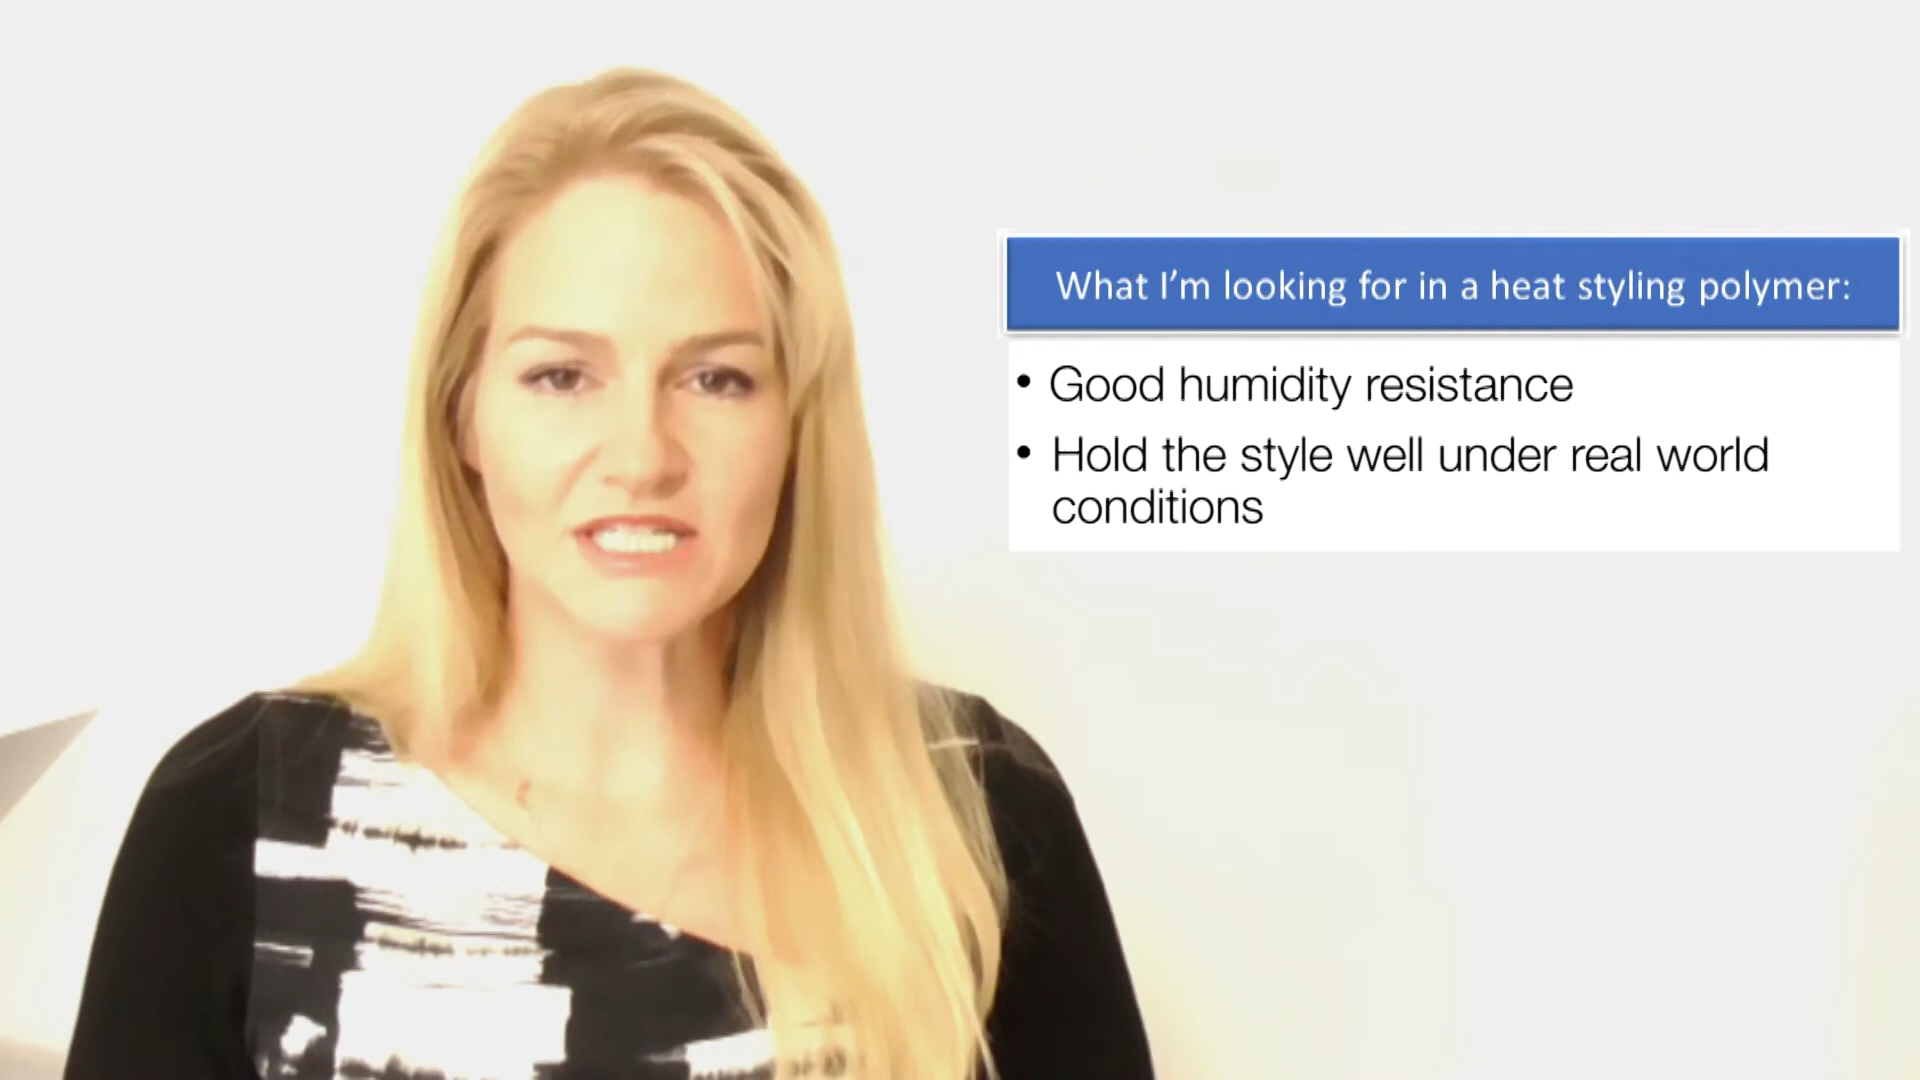 What I'm looking for in a heat styling polymer:
• Good humidity resistance
• Hold the style well under real world
conditions